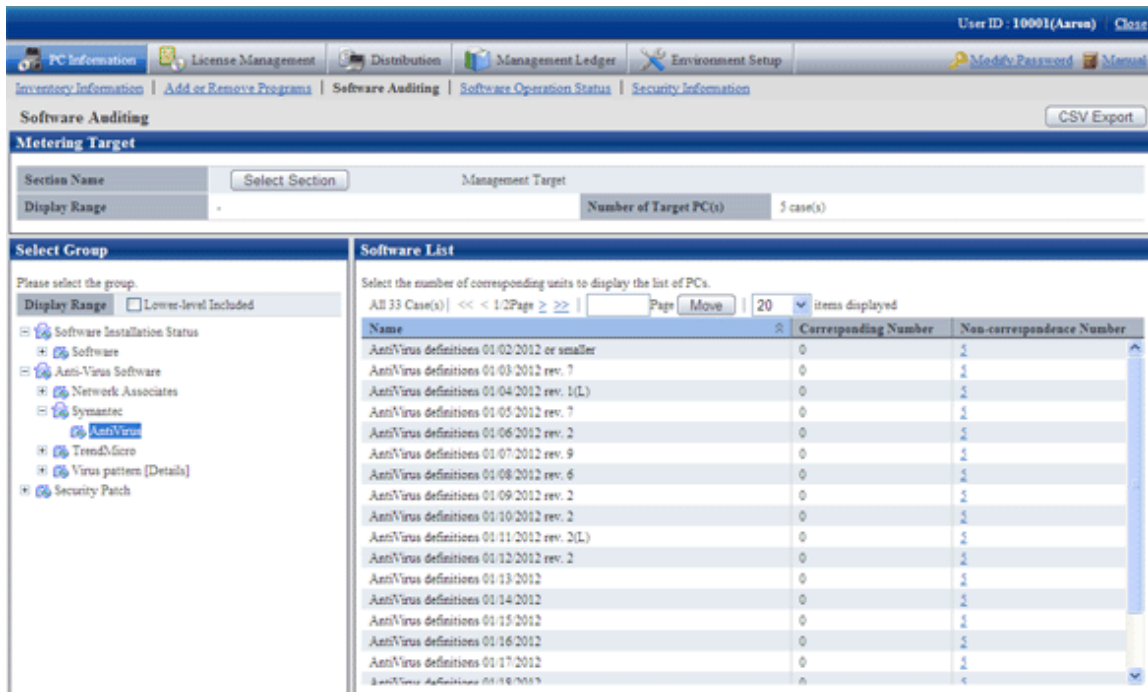 User ID : 10001(Aaron) Close
PC Information License Management Distribution Management Ledger Environment Setup Modify Password Manual
Inventory Information | Add or Remove Programs | Software Auditing | Software Operation Status | Security Information
Software Auditing CSV Export
Metering Target
Section Name Select Section Management Target
Display Range - Number of Target PC(s) 5 case(s)
Select Group
Please select the group.
Display Range Lower-level Included
Software Installation Status
Software
Anti-Virus Software
Network Associates
Symantec
AntiVirus
TrendMicro
Virus pattern [Details]
Security Patch
Software List
Select the number of corresponding units to display the list of PCs.
All 33 Case(s) | << < 1/2Page > >> | Page Move | 20 items displayed
Name Corresponding Number Non-correspondence Number
AntiVirus definitions 01/02/2012 or smaller 0 5
AntiVirus definitions 01/03/2012 rev. 7 0 5
AntiVirus definitions 01/04/2012 rev. 1(L) 0 5
AntiVirus definitions 01/05/2012 rev. 7 0 5
AntiVirus definitions 01/06/2012 rev. 2 0 5
AntiVirus definitions 01/07/2012 rev. 9 0 5
AntiVirus definitions 01/08/2012 rev. 6 0 5
AntiVirus definitions 01/09/2012 rev. 2 0 5
AntiVirus definitions 01/10/2012 rev. 2 0 5
AntiVirus definitions 01/11/2012 rev. 2(L) 0 5
AntiVirus definitions 01/12/2012 rev. 2 0 5
AntiVirus definitions 01/13/2012 0 5
AntiVirus definitions 01/14/2012 0 5
AntiVirus definitions 01/15/2012 0 5
AntiVirus definitions 01/16/2012 0 5
AntiVirus definitions 01/17/2012 0 5
AntiVirus definitions 01/18/2012 0 5